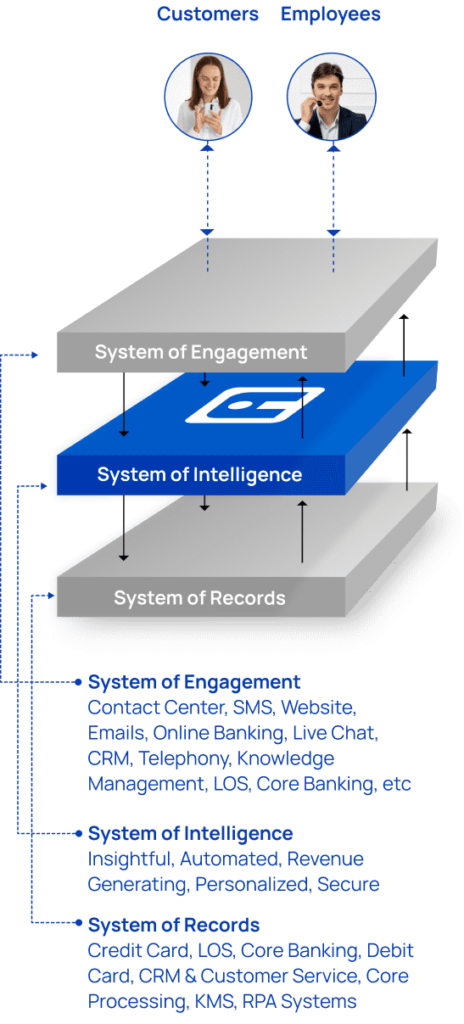 Customers Employees
System of Engagement
System of Intelligence
System of Records
System of Engagement
Contact Center, SMS, Website,
Emails, Online Banking, Live Chat,
CRM, Telephony, Knowledge
Management, LOS, Core Banking, etc
System of Intelligence
Insightful, Automated, Revenue
Generating, Personalized, Secure
System of Records
Credit Card, LOS, Core Banking, Debit
Card, CRM & Customer Service, Core
Processing, KMS, RPA Systems